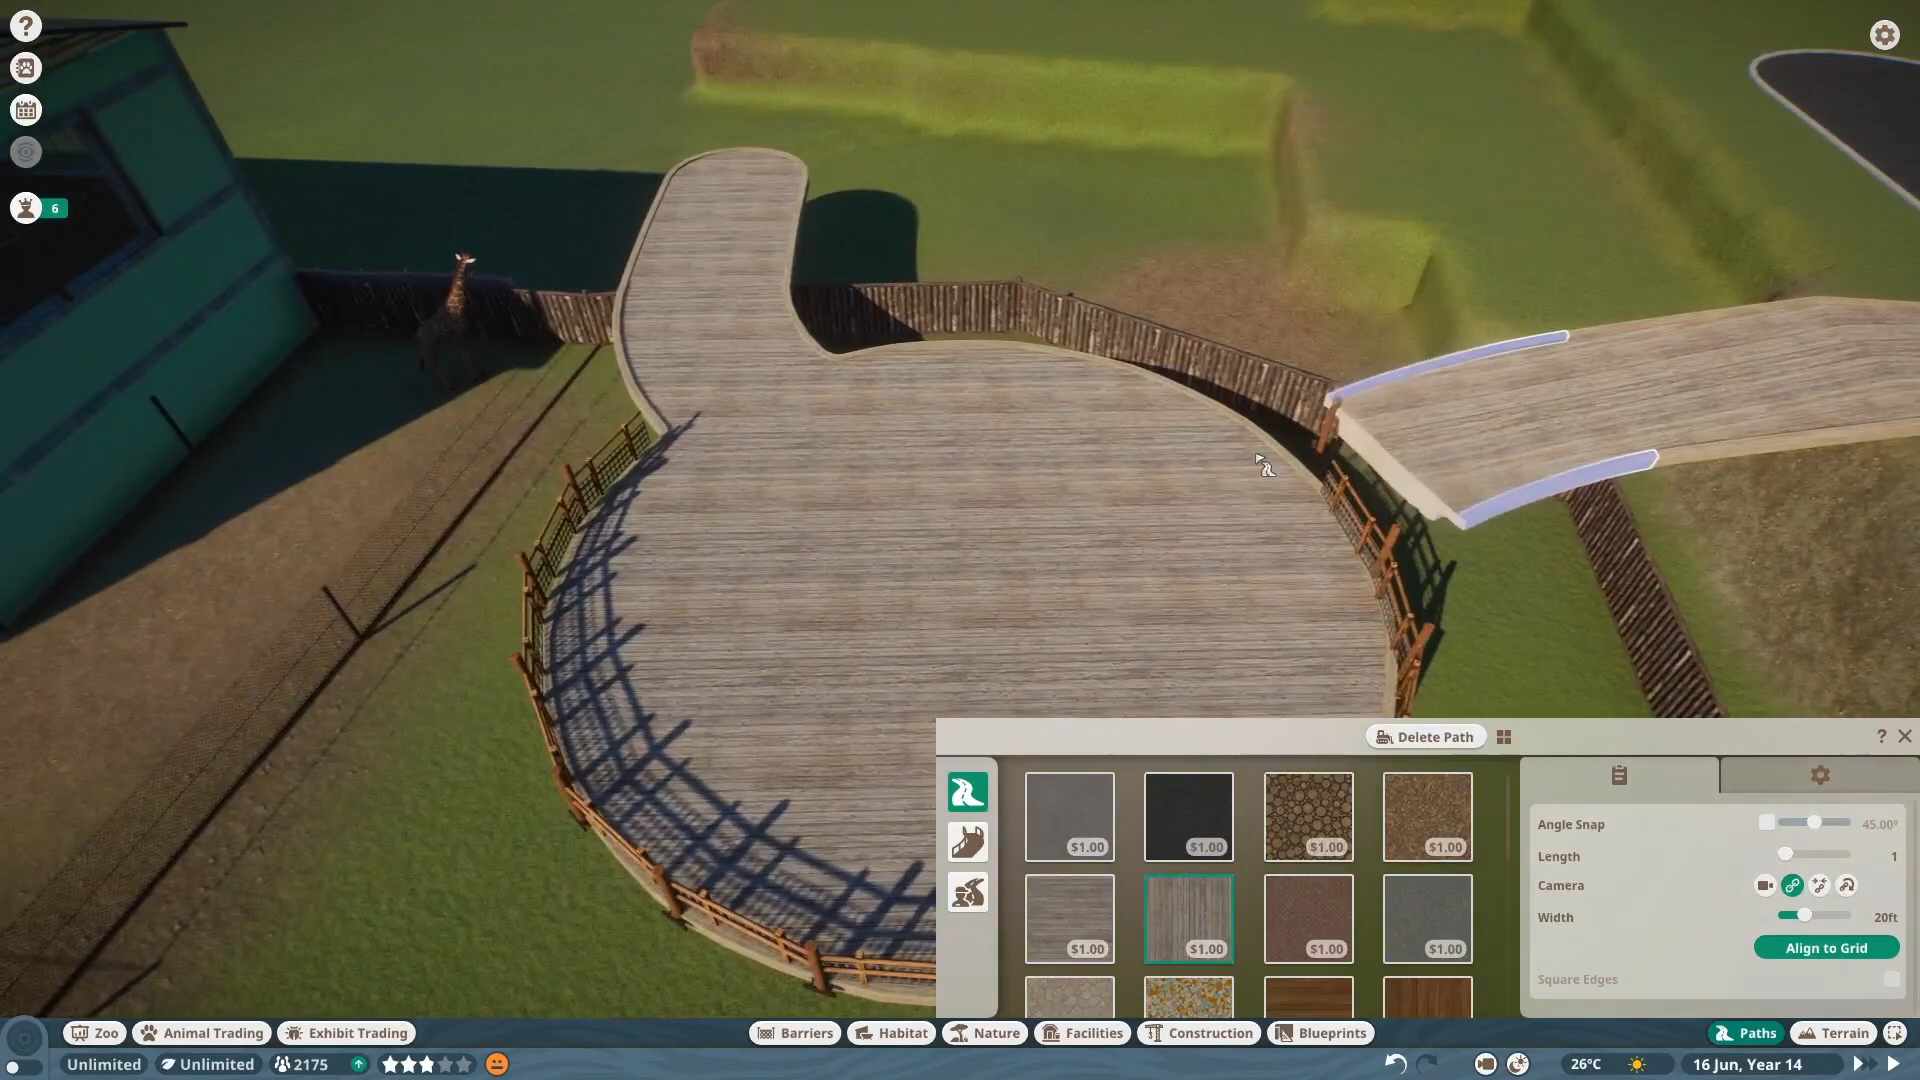 ?
6
Delete Path
?
$1.00
$1.00
$1.00
$1.00
$1.00
$1.00
$1.00
$1.00
Angle Snap
45.00°
Length
1
Camera
Width
20ft
Align to Grid
Square Edges
Zoo
Animal Trading
Exhibit Trading
Barriers
Habitat
Nature
Facilities
Construction
Blueprints
Paths
Terrain
Unlimited
Unlimited
2175
26°C
16 Jun, Year 14